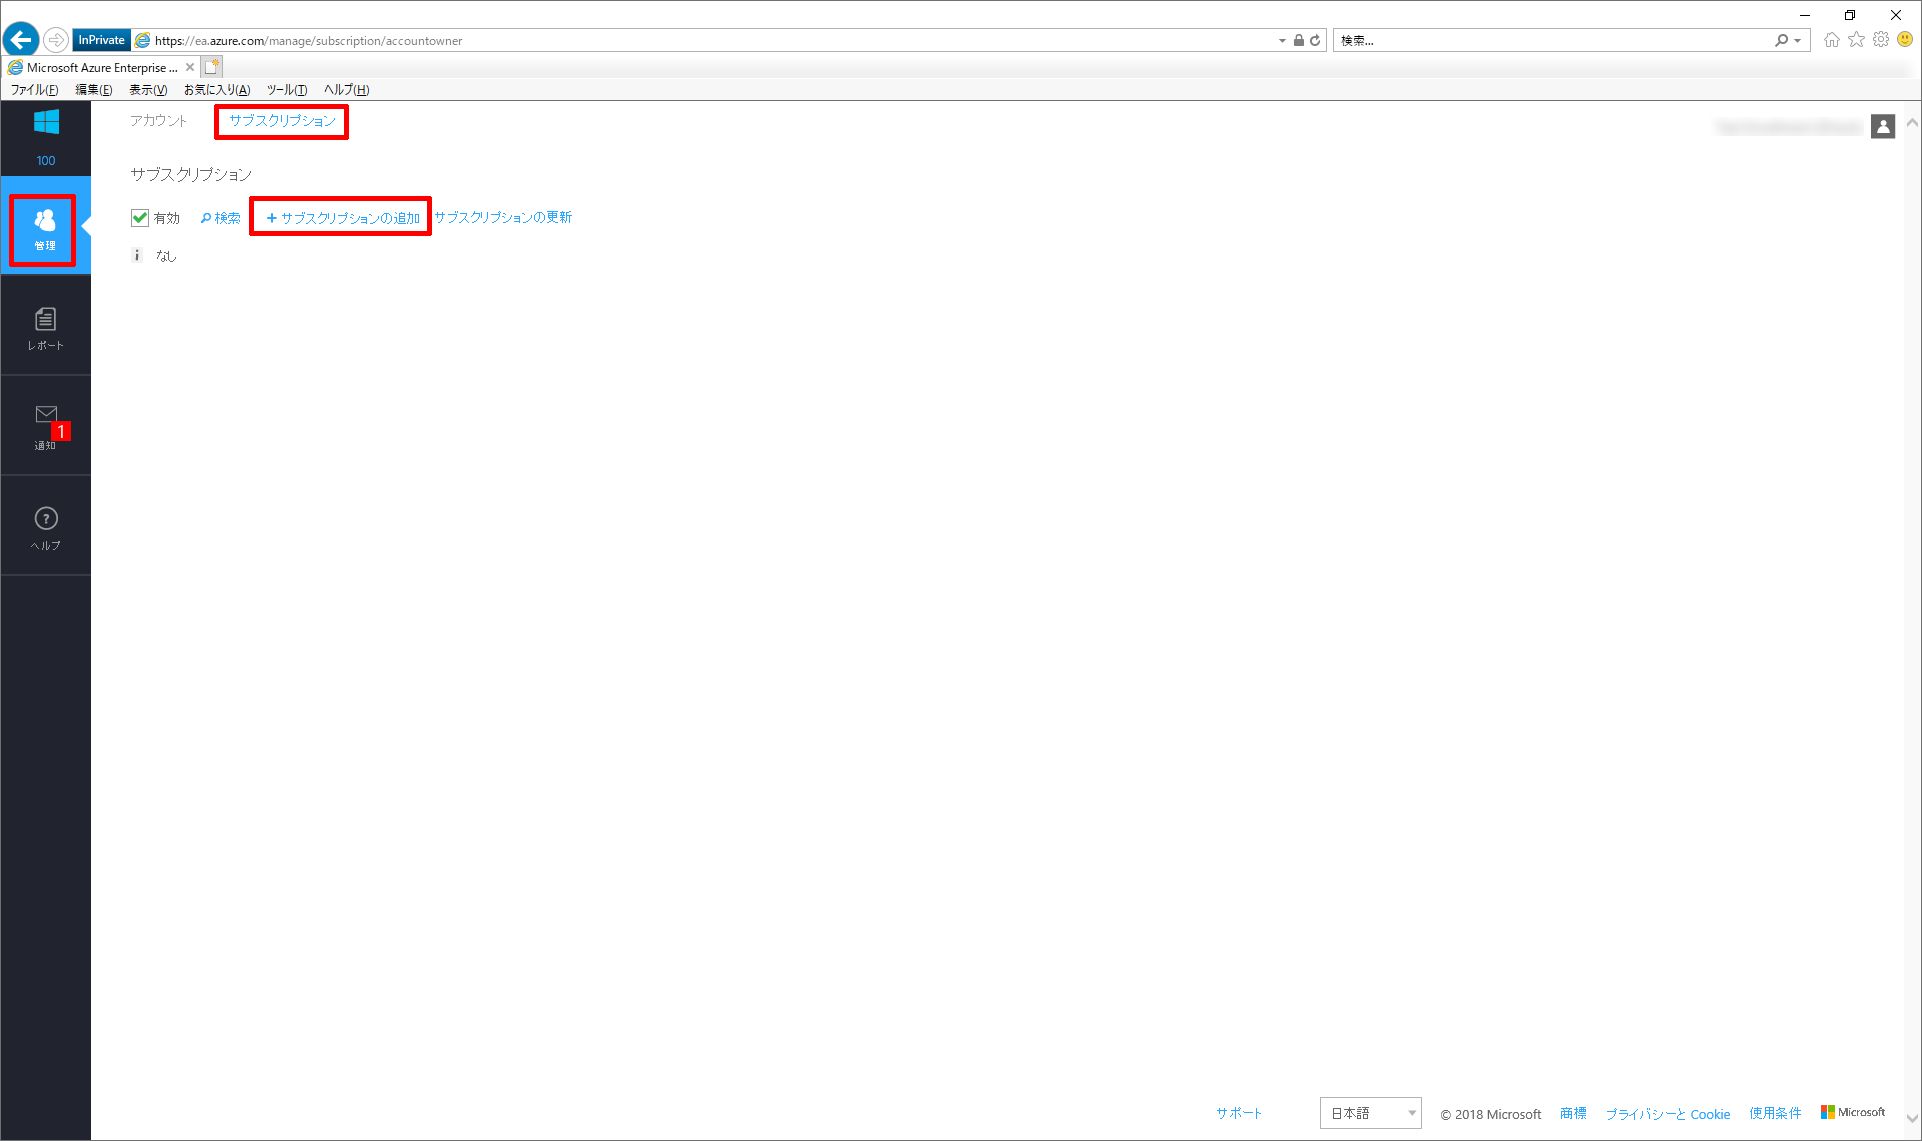 InPrivate
https://ea.azure.com/manage/subscription/accountowner
検索...
Microsoft Azure Enterprise ...
ファイル(F) 編集(E) 表示(V) お気に入り(A) ツール(T) ヘルプ(H)
アカウント サブスクリプション
100
サブスクリプション
有効 検索 + サブスクリプションの追加 サブスクリプションの更新
管理
i なし
レポート
1
通知
?
ヘルプ
サポート 日本語 © 2018 Microsoft 商標 プライバシーと Cookie 使用条件 Microsoft